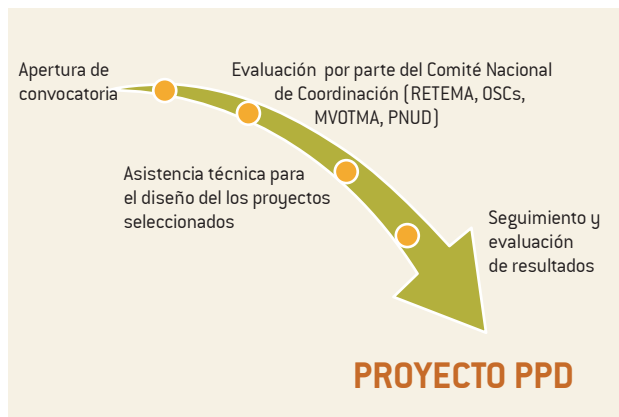 Apertura de
convocatoria
Evaluación por parte del Comité Nacional
de Coordinación (RETEMA, OSCs,
MVOTMA, PNUD)
Asistencia técnica para
el diseño del los proyectos
seleccionados
Seguimiento y
evaluación
de resultados
PROYECTO PPD